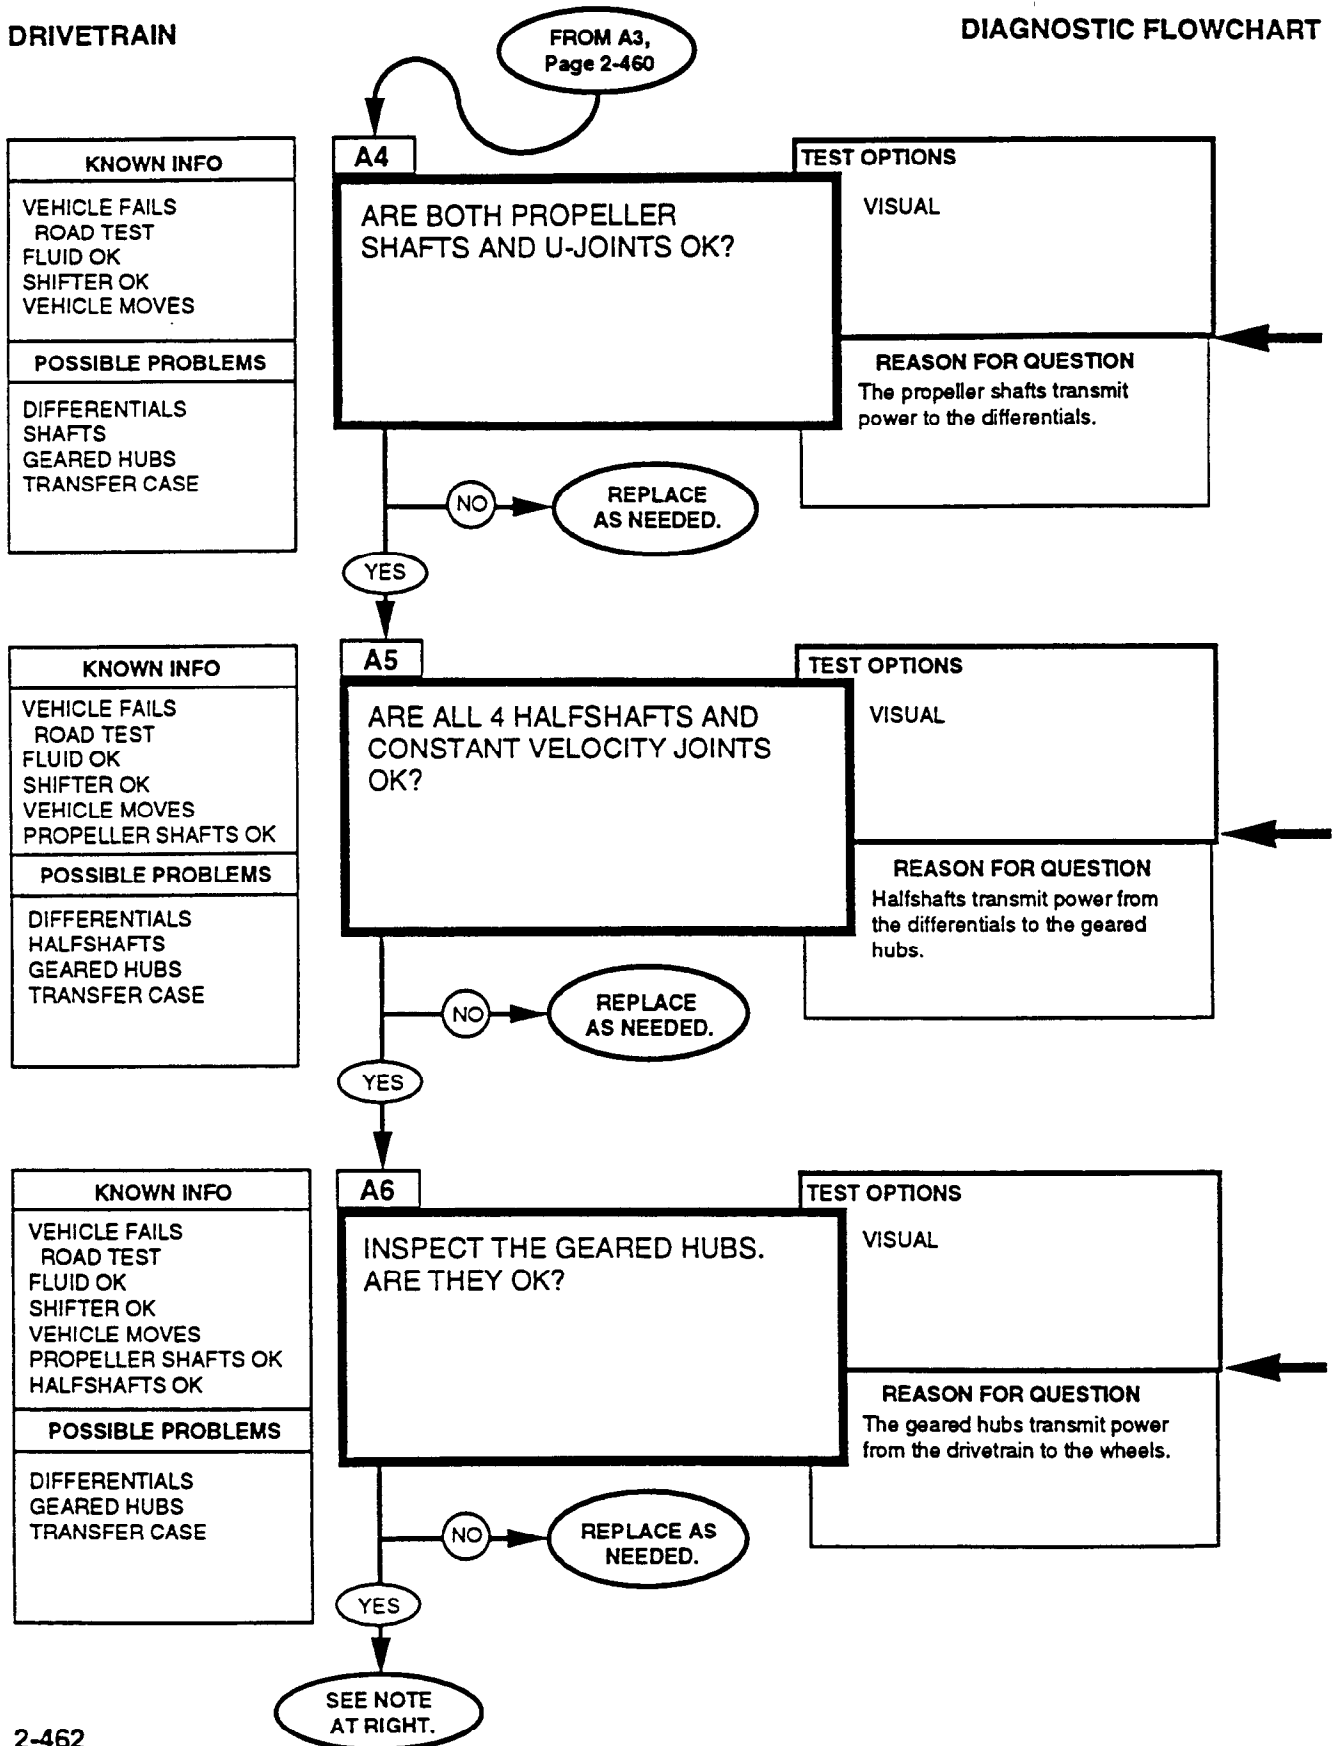 DRIVETRAIN
DIAGNOSTIC FLOWCHART
FROM A3,
Page 2-460
KNOWN INFO
VEHICLE FAILS
ROAD TEST
FLUID OK
SHIFTER OK
VEHICLE MOVES
POSSIBLE PROBLEMS
DIFFERENTIALS
SHAFTS
GEARED HUBS
TRANSFER CASE
A4
ARE BOTH PROPELLER
SHAFTS AND U-JOINTS OK?
TEST OPTIONS
VISUAL
REASON FOR QUESTION
The propeller shafts transmit
power to the differentials.
NO
REPLACE
AS NEEDED.
YES
KNOWN INFO
VEHICLE FAILS
ROAD TEST
FLUID OK
SHIFTER OK
VEHICLE MOVES
PROPELLER SHAFTS OK
POSSIBLE PROBLEMS
DIFFERENTIALS
HALFSHAFTS
GEARED HUBS
TRANSFER CASE
A5
ARE ALL 4 HALFSHAFTS AND
CONSTANT VELOCITY JOINTS
OK?
TEST OPTIONS
VISUAL
REASON FOR QUESTION
Halfshafts transmit power from
the differentials to the geared
hubs.
NO
REPLACE
AS NEEDED.
YES
KNOWN INFO
VEHICLE FAILS
ROAD TEST
FLUID OK
SHIFTER OK
VEHICLE MOVES
PROPELLER SHAFTS OK
HALFSHAFTS OK
POSSIBLE PROBLEMS
DIFFERENTIALS
GEARED HUBS
TRANSFER CASE
A6
INSPECT THE GEARED HUBS.
ARE THEY OK?
TEST OPTIONS
VISUAL
REASON FOR QUESTION
The geared hubs transmit power
from the drivetrain to the wheels.
NO
REPLACE AS
NEEDED.
YES
SEE NOTE
AT RIGHT.
2-462